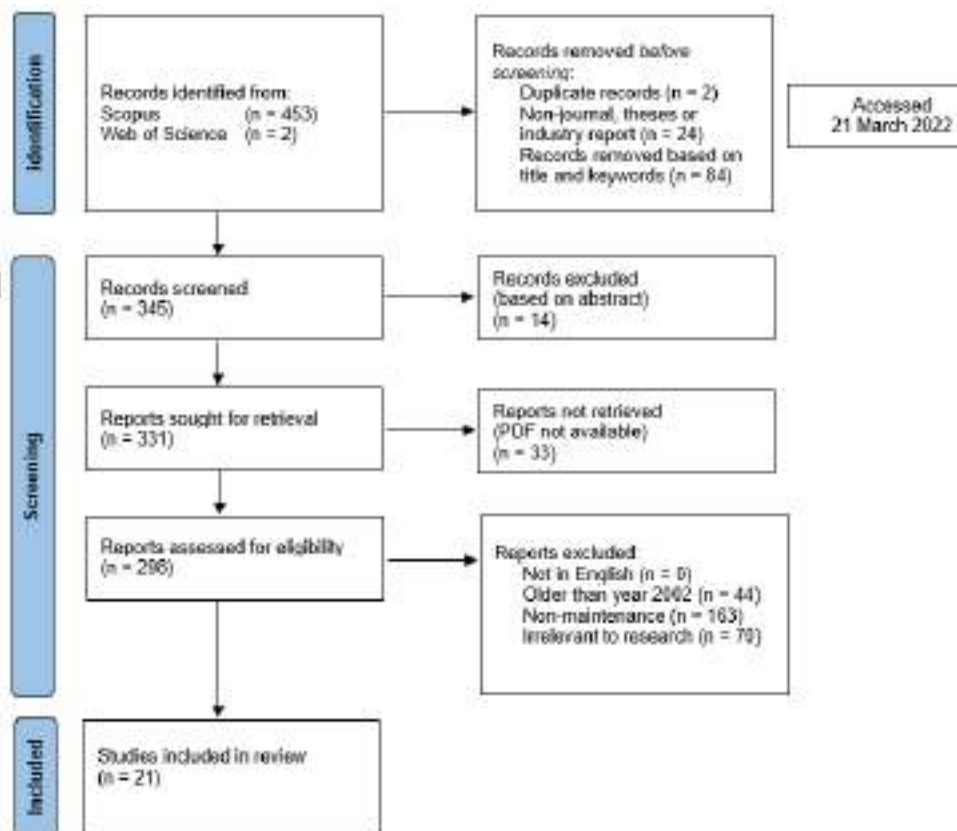 Identification
Records identified from:
Scopus (n = 453)
Web of Science (n = 2)
Records removed before
screening:
Duplicate records (n = 2)
Non-journal, theses or
industry report (n = 24)
Records removed based on
title and keywords (n = 84)
Accessed
21 March 2022
Screening
Records screened
(n = 345)
Records excluded
(based on abstract)
(n = 14)
Reports sought for retrieval
(n = 331)
Reports not retrieved
(PDF not available)
(n = 33)
Reports assessed for eligibility
(n = 298)
Reports excluded:
Not in English (n = 0)
Older than year 2002 (n = 44)
Non-maintenance (n = 163)
Irrelevant to research (n = 70)
Included
Studies included in review
(n = 21)